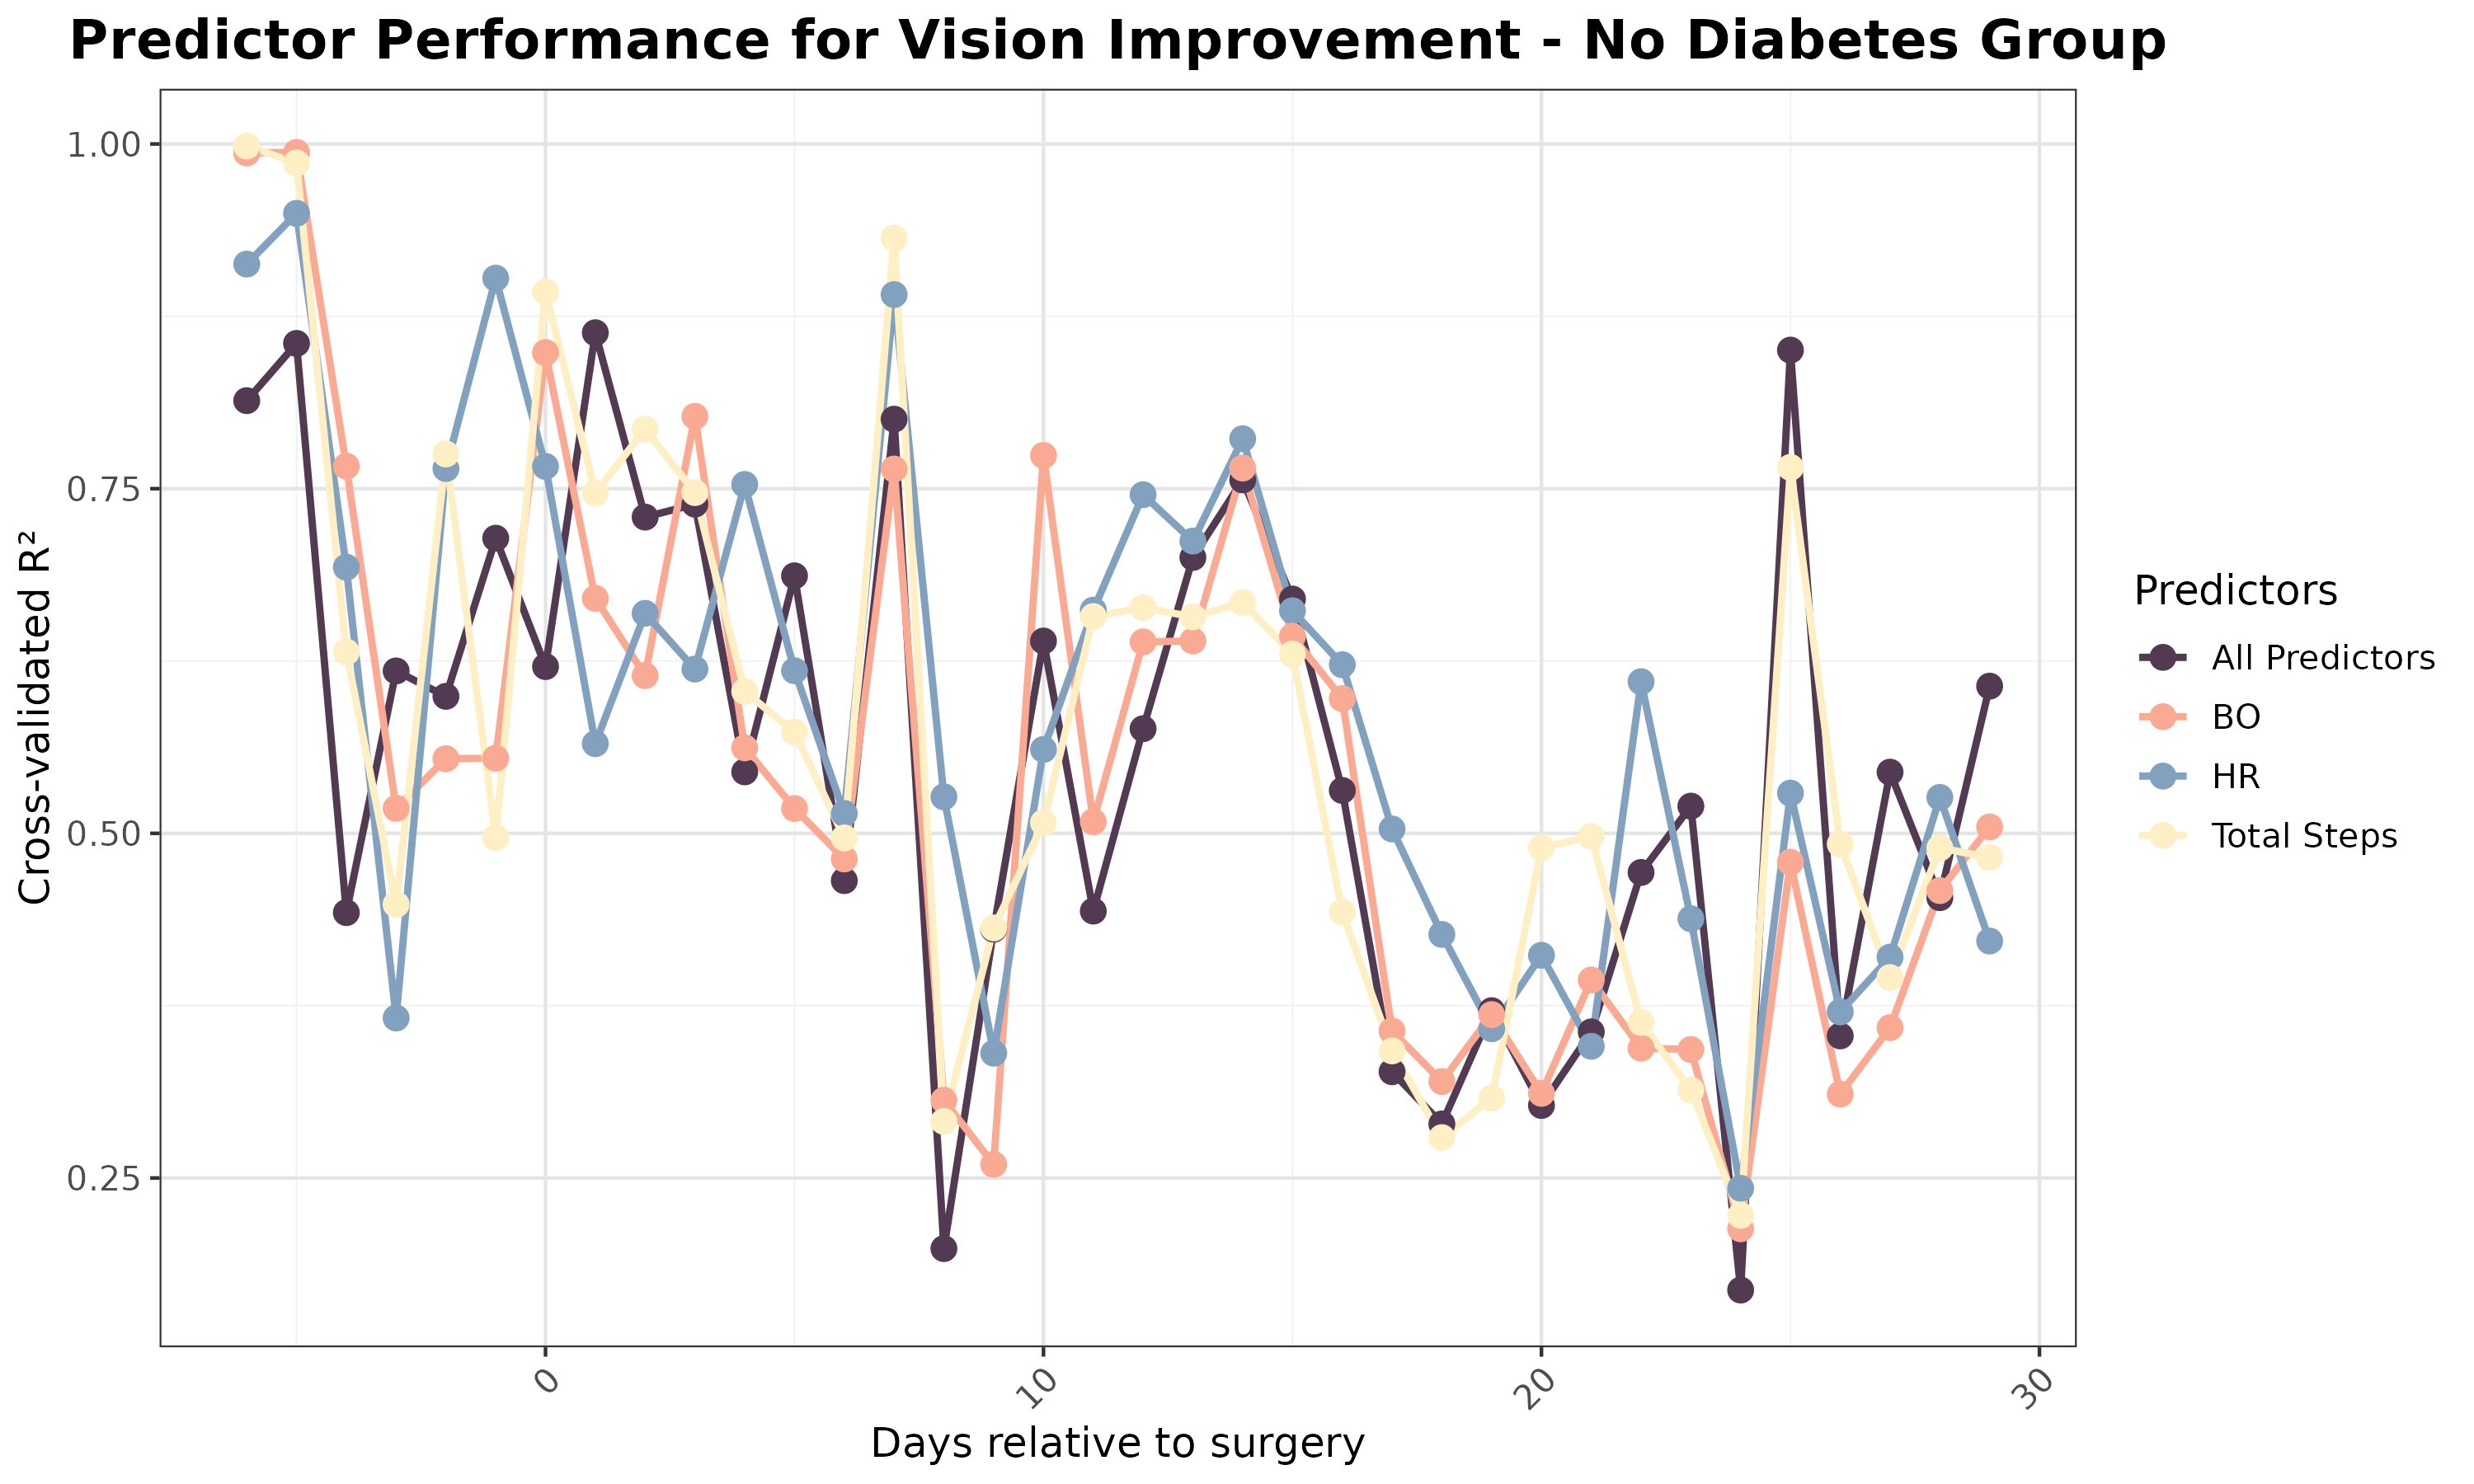 Predictor Performance for Vision Improvement - No Diabetes Group
1.00
0.75
0.50
0.25
Cross-validated R²
0
10
20
30
Days relative to surgery
Predictors
All Predictors
BO
HR
Total Steps